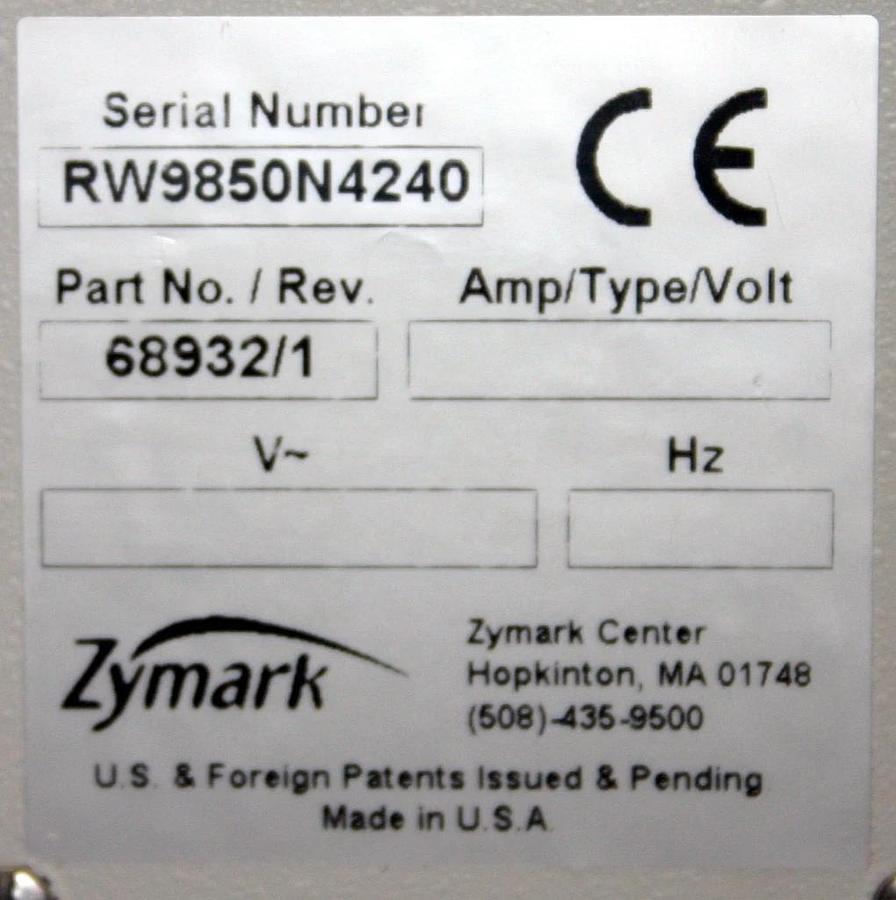 Serial Number
RW9850N4240
CE
Part No. / Rev.
68932/1
Amp/Type/Volt
V~
Hz
Zymark
Zymark Center
Hopkinton, MA 01748
(508)-435-9500
U.S. & Foreign Patents Issued & Pending
Made in U.S.A